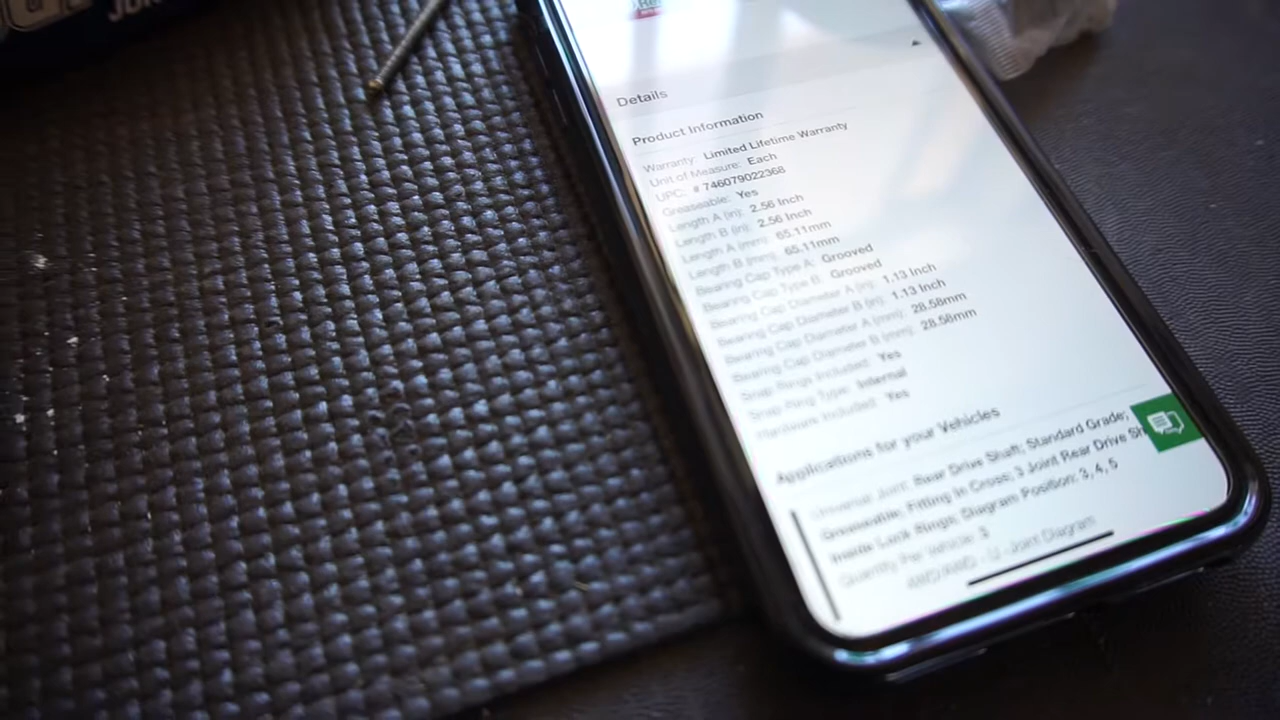 Details
Product Information
Warranty: Limited Lifetime Warranty
Unit of Measure: Each
UPC: # 746079022368
Greaseable: Yes
Length A (in): 2.56 Inch
Length B (in): 2.56 Inch
Length A (mm): 65.11mm
Length B (mm): 65.11mm
Bearing Cap Type A: Grooved
Bearing Cap Type B: Grooved
Bearing Cap Diameter A (in): 1.13 Inch
Bearing Cap Diameter B (in): 1.13 Inch
Bearing Cap Diameter A (mm): 28.58mm
Bearing Cap Diameter B (mm): 28.58mm
Snap Rings Included: Yes
Snap Ring Type: Internal
Hardware Included: Yes
Applications for your Vehicles
Universal Joint: Rear Drive Shaft; Standard Grade;
Greaseable; Fitting In Cross; 3 Joint Rear Drive Sh
Inside Lock Rings; Diagram Position: 3, 4, 5
Quantity Per Vehicle: 3
4WD/AWD - U -Joint Diagram